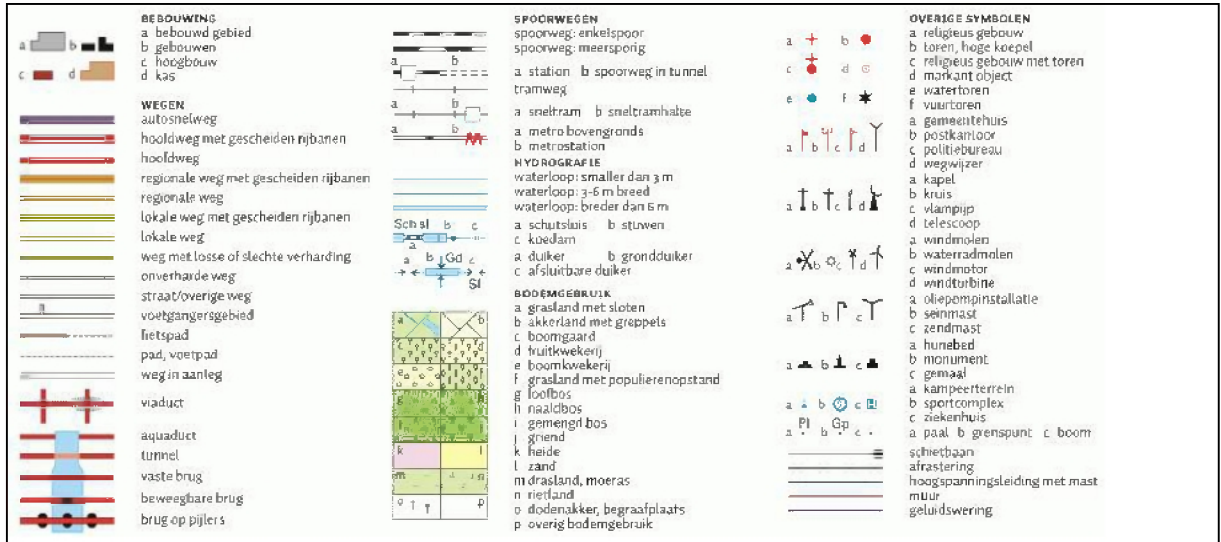 BEBOUWING
a bebouwd gebied
b gebouwen
c hoogbouw
d kas
a b
c d
WEGEN
autosnelweg
hoofdweg met gescheiden rijbanen
hoofdweg
regionale weg met gescheiden rijbanen
regionale weg
lokale weg met gescheiden rijbanen
lokale weg
weg met losse of slechte verharding
onverharde weg
straat/overige weg
voetgangersgebied
fietspad
pad, voetpad
weg in aanleg
viaduct
aquaduct
tunnel
vaste brug
beweegbare brug
brug op pijlers
SPOORWEGEN
spoorweg: enkelspoor
spoorweg: meersporig
a b
a station b spoorweg in tunnel
tramweg
a b
a sneltram b sneltramhalte
a b
a metro bovengronds
b metrostation
HYDROGRAFIE
waterloop: smaller dan 3 m
waterloop: 3-6 m breed
waterloop: breder dan 6 m
Schsl b c
a
a schutsluis b stuwen
c koedam
a b Gd c
Sl
a duiker b grondduiker
c afsluitbare duiker
BODEMGEBRUIK
a grasland met sloten
b akkerland met greppels
c boomgaard
d fruitkwekerij
e boomkwekerij
f grasland met populierenopstand
g loofbos
h naaldbos
i gemengd bos
j griend
k heide
l zand
m drasland, moeras
n rietland
o dodenakker, begraafplaats
p overig bodemgebruik
a b
k l
m n
p
OVERIGE SYMBOLEN
a religieus gebouw
b toren, hoge koepel
c religieus gebouw met toren
d markant object
e watertoren
f vuurtoren
a b
c d
e f
a gemeentehuis
b postkantoor
c politiebureau
d wegwijzer
a b c d
a kapel
b kruis
c vlampijp
d telescoop
a b c d
a windmolen
b waterradmolen
c windmotor
d windturbine
a b c d
a oliepompinstallatie
b seinmast
c zendmast
a b c
a hunebed
b monument
c gemaal
a b c
a kampeerterrein
b sportcomplex
c ziekenhuis
a b c H
Pl Gp
a b c
a paal b grenspunt c boom
schietbaan
afrastering
hoogspanningsleiding met mast
muur
geluidswering